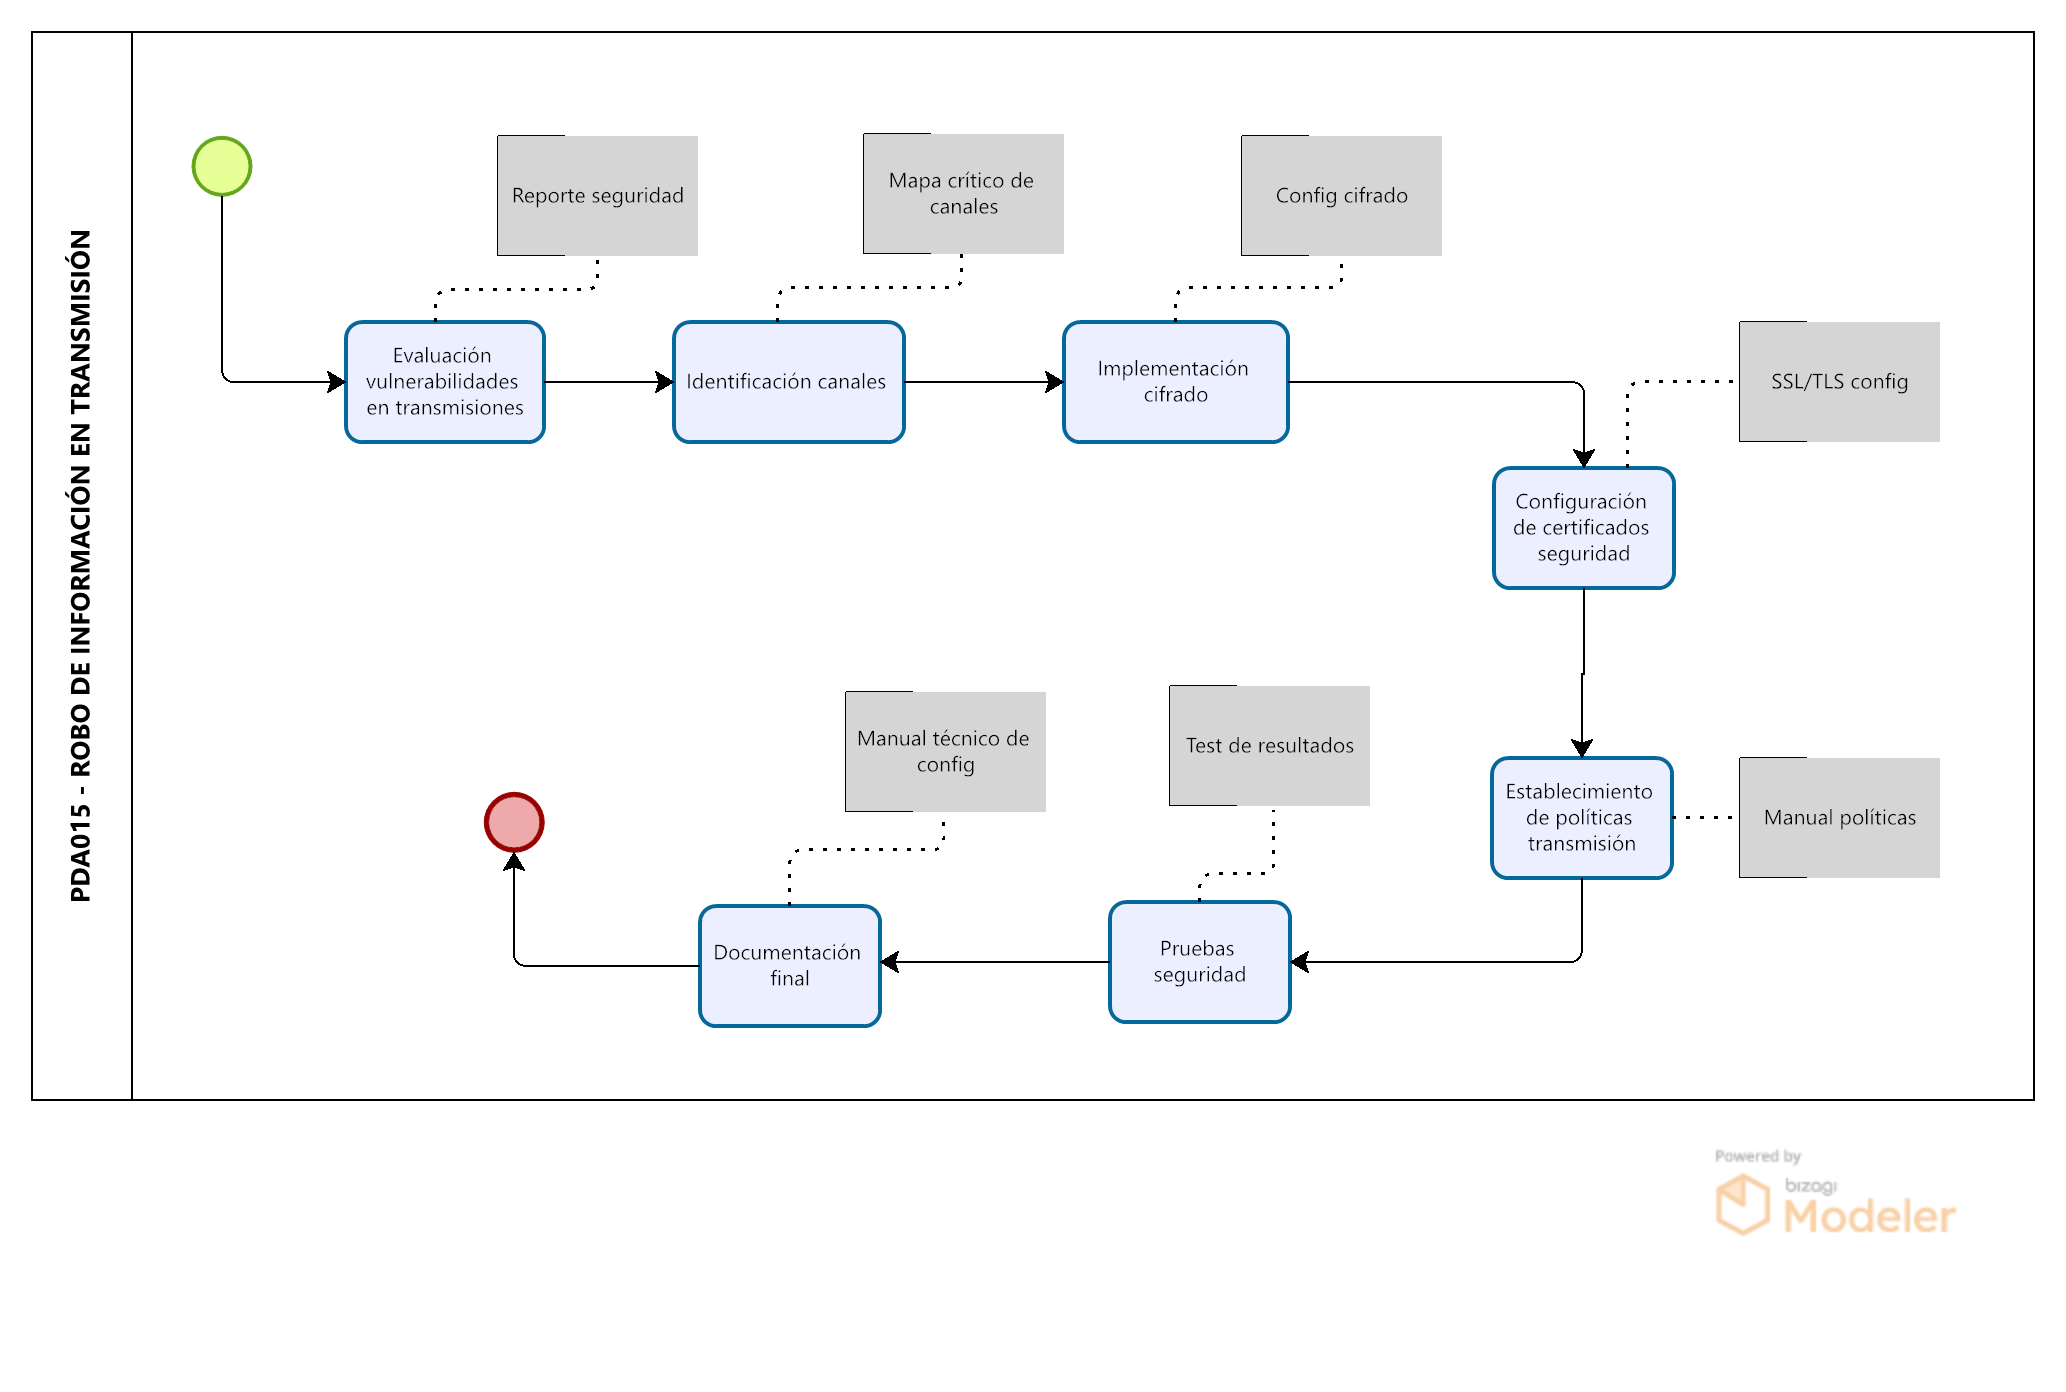 PDA015 - ROBO DE INFORMACIÓN EN TRANSMISIÓN
Reporte seguridad
Mapa crítico de
canales
Config cifrado
Evaluación
vulnerabilidades
en transmisiones
Identificación canales
Implementación
cifrado
SSL/TLS config
Configuración
de certificados
seguridad
Manual técnico de
config
Test de resultados
Establecimiento
de políticas
transmisión
Manual políticas
Documentación
final
Pruebas
seguridad
Powered by
bizagi
Modeler